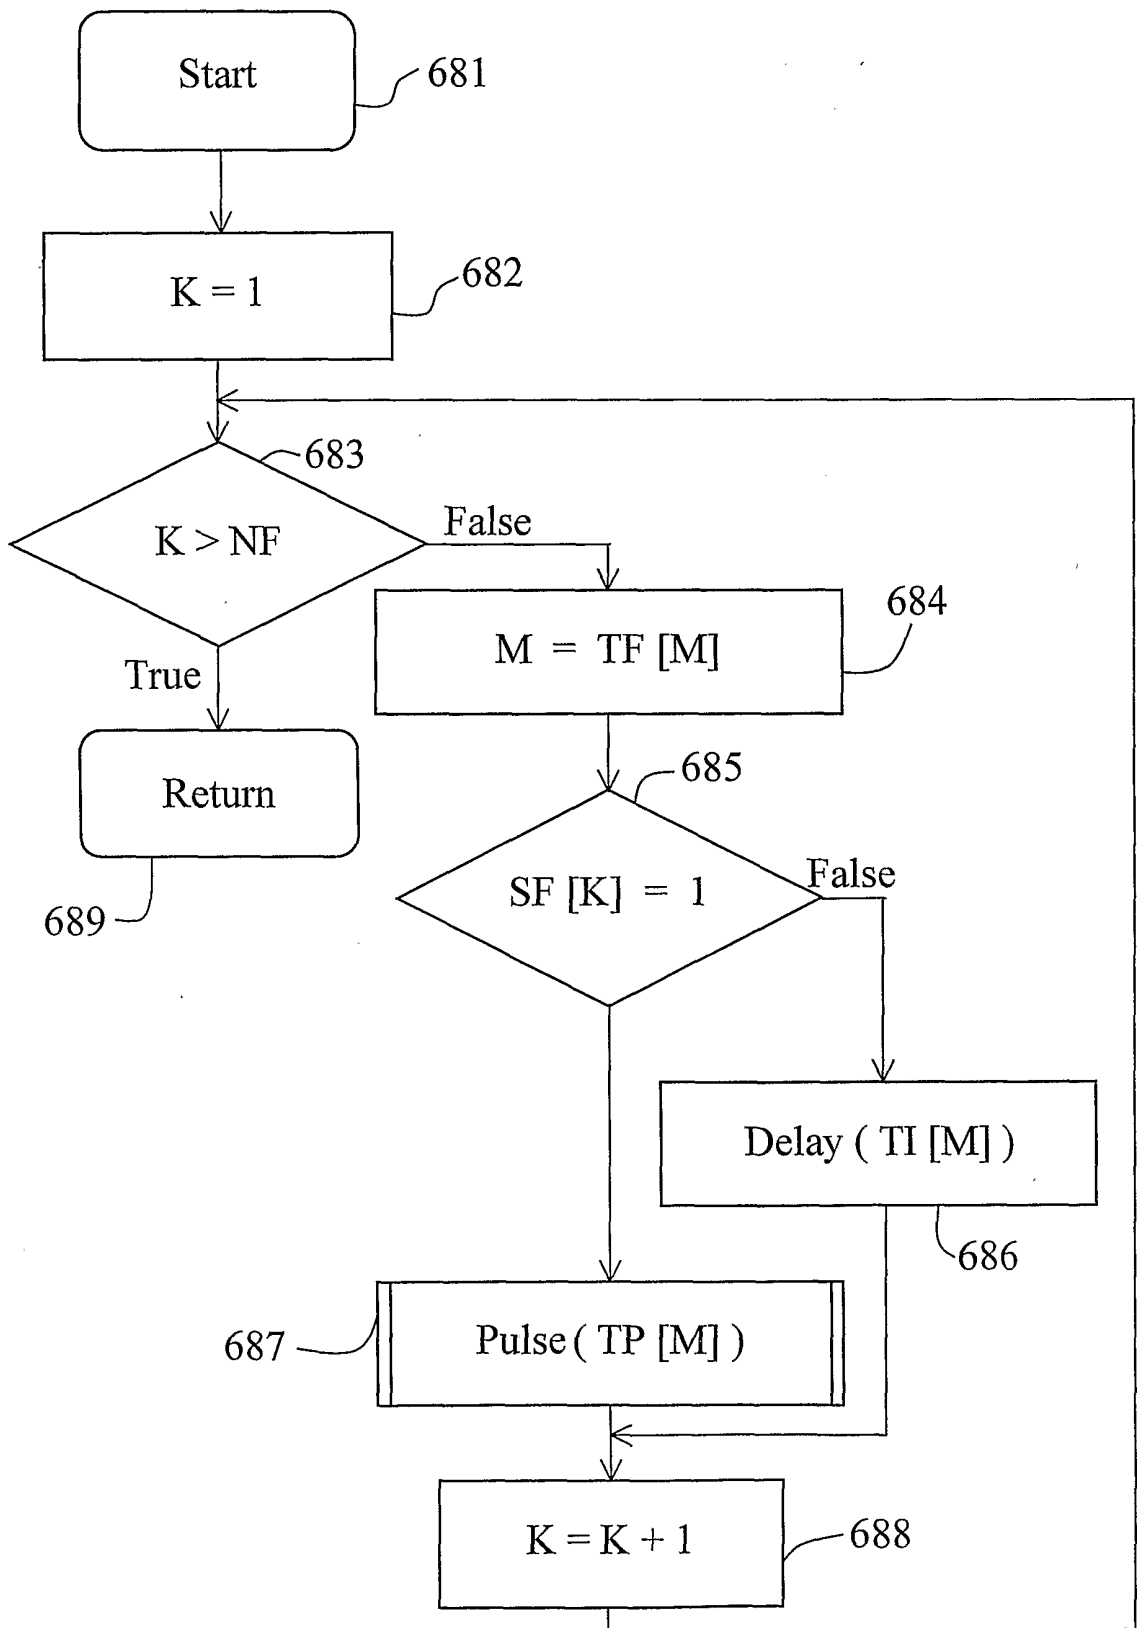 Start
681
K = 1
682
683
K > NF
False
684
M = TF [M]
True
685
Return
SF [K] = 1
False
689
Delay ( TI [M] )
686
687
Pulse ( TP [M] )
K = K + 1
688